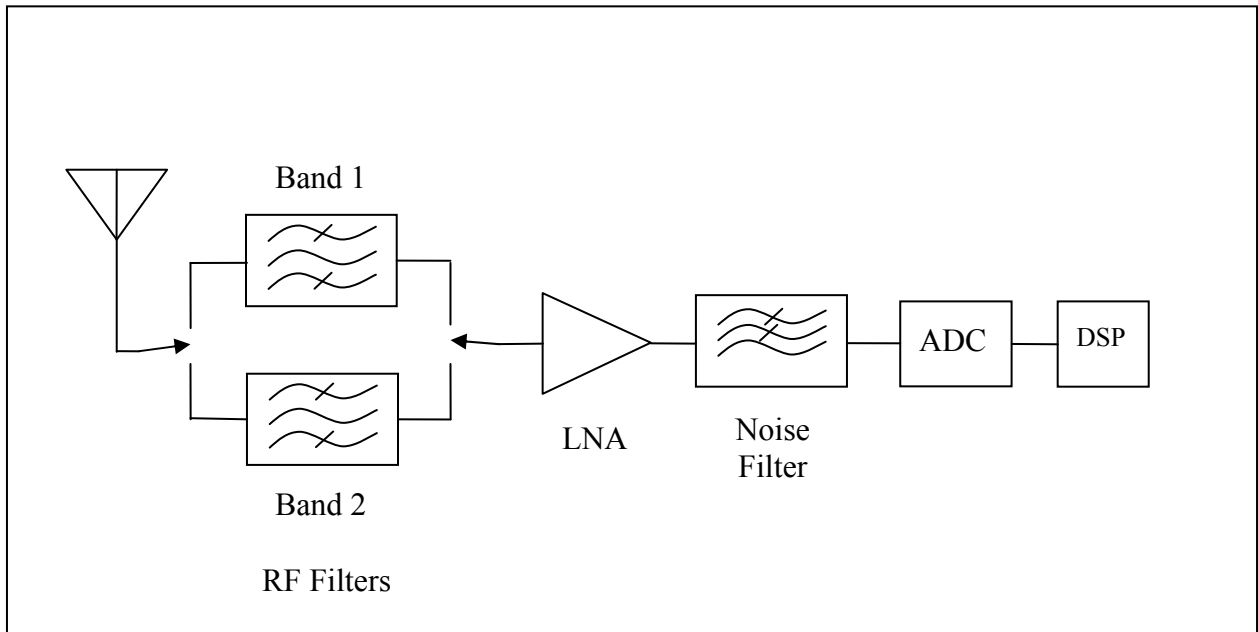 Band 1
ADC
DSP
LNA
Noise
Filter
Band 2
RF Filters